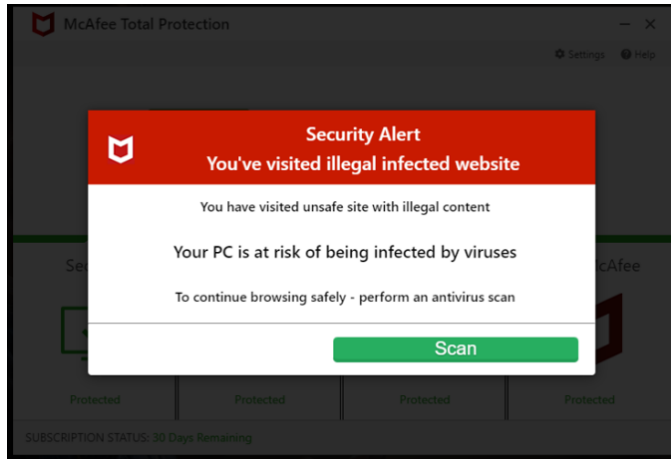 McAfee Total Protection
Settings Help
Security Alert
You've visited illegal infected website
You have visited unsafe site with illegal content
Your PC is at risk of being infected by viruses
To continue browsing safely - perform an antivirus scan
Scan
Sec
cAfee
Protected Protected Protected Protected
SUBSCRIPTION STATUS: 30 Days Remaining